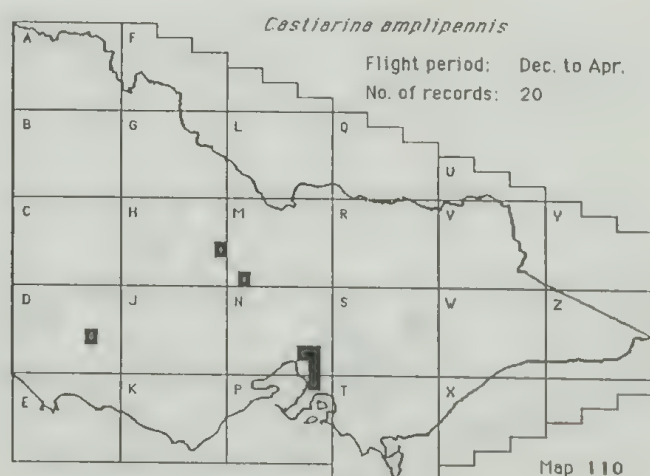 Castiarina amplipennis
Flight period: Dec. to Apr.
No. of records: 20
A F
B G L Q
U
C H M R V Y
D J N S W Z
E K P T X
Map 110